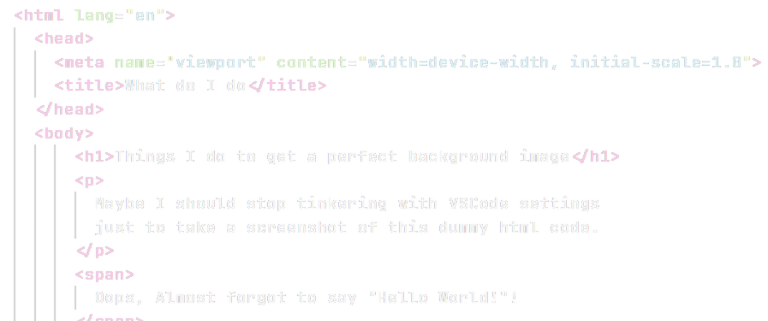 <html lang="en">
<head>
<meta name="viewport" content="width=device-width, initial-scale=1.0">
<title>What do I do</title>
</head>
<body>
<h1>Things I do to get a perfect background image</h1>
<p>
Maybe I should stop tinkering with VSCode settings
just to take a screenshot of this dummy html code.
</p>
<span>
Oops, Almost forgot to say "Hello World!"!
</span>